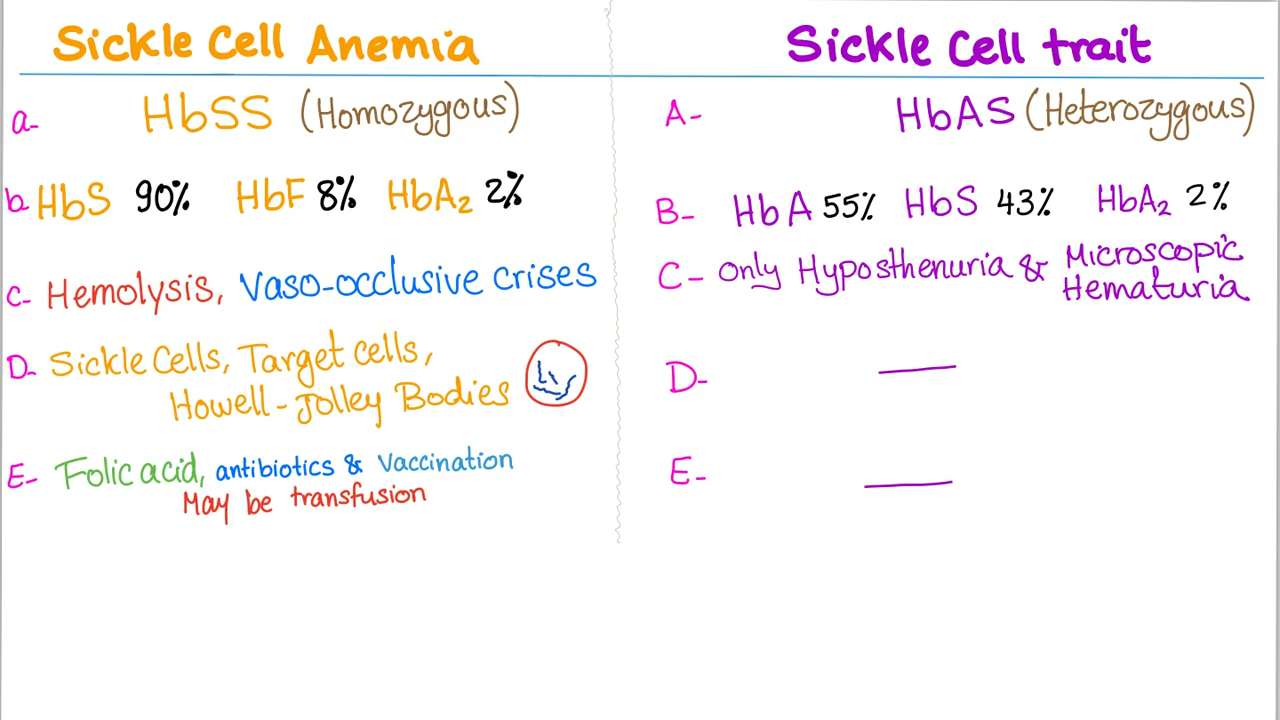 Sickle Cell Anemia
a- HbSS (Homozygous)
b- HbS 90% HbF 8% HbA₂ 2%
C- Hemolysis, Vaso-occlusive crises
D- Sickle Cells, Target cells,
Howell-Jolley Bodies
E- Folic acid, antibiotics & Vaccination
May be transfusion
Sickle Cell trait
A- HbAS (Heterozygous)
B- HbA 55% HbS 43% HbA₂ 2%
C- only Hyposthenuria & Microscopic
Hematuria
D- —
E- —